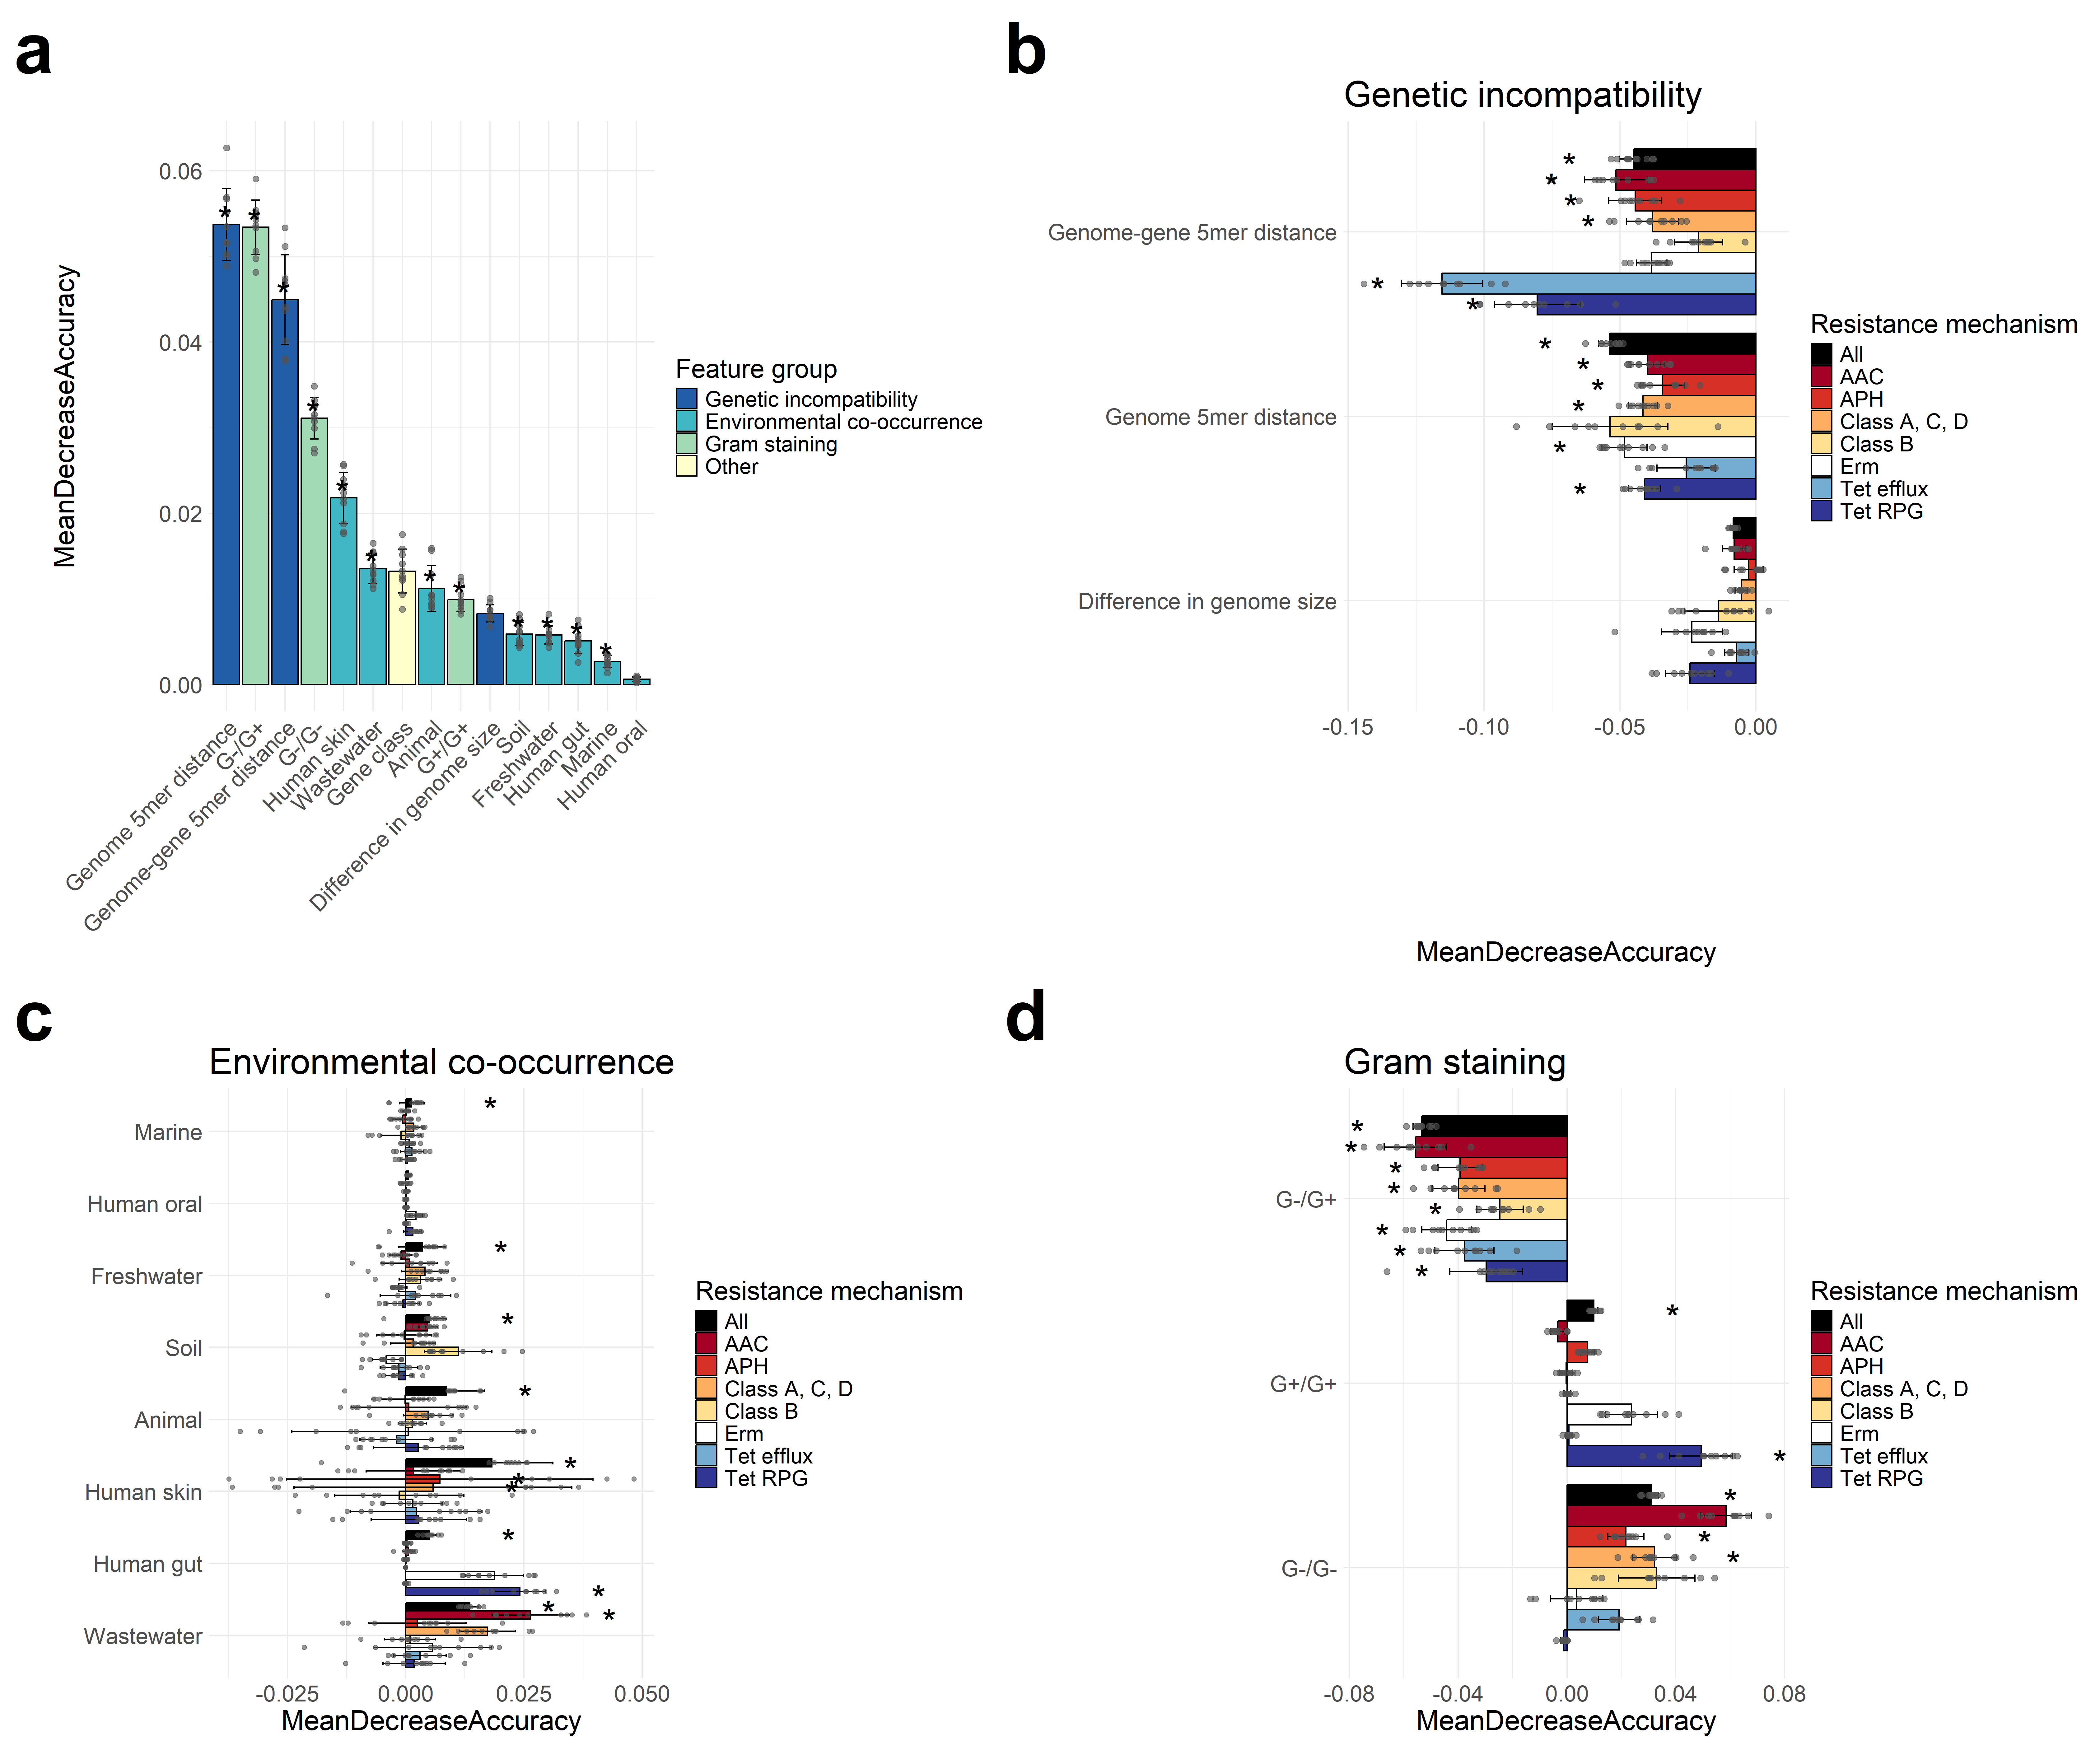 a
MeanDecreaseAccuracy
0.06
0.04
0.02
0.00
Genome 5mer distance
G-/G+
Genome-gene 5mer distance
G-/G-
Human skin
Wastewater
Gene class
Animal
G+/G+
Difference in genome size
Soil
Freshwater
Human gut
Marine
Human oral
Feature group
Genetic incompatibility
Environmental co-occurrence
Gram staining
Other
b
Genetic incompatibility
Genome-gene 5mer distance
Genome 5mer distance
Difference in genome size
-0.15 -0.10 -0.05 0.00
MeanDecreaseAccuracy
Resistance mechanism
All
AAC
APH
Class A, C, D
Class B
Erm
Tet efflux
Tet RPG
c
Environmental co-occurrence
Marine
Human oral
Freshwater
Soil
Animal
Human skin
Human gut
Wastewater
-0.025 0.000 0.025 0.050
MeanDecreaseAccuracy
Resistance mechanism
All
AAC
APH
Class A, C, D
Class B
Erm
Tet efflux
Tet RPG
d
Gram staining
G-/G+
G+/G+
G-/G-
-0.08 -0.04 0.00 0.04 0.08
MeanDecreaseAccuracy
Resistance mechanism
All
AAC
APH
Class A, C, D
Class B
Erm
Tet efflux
Tet RPG